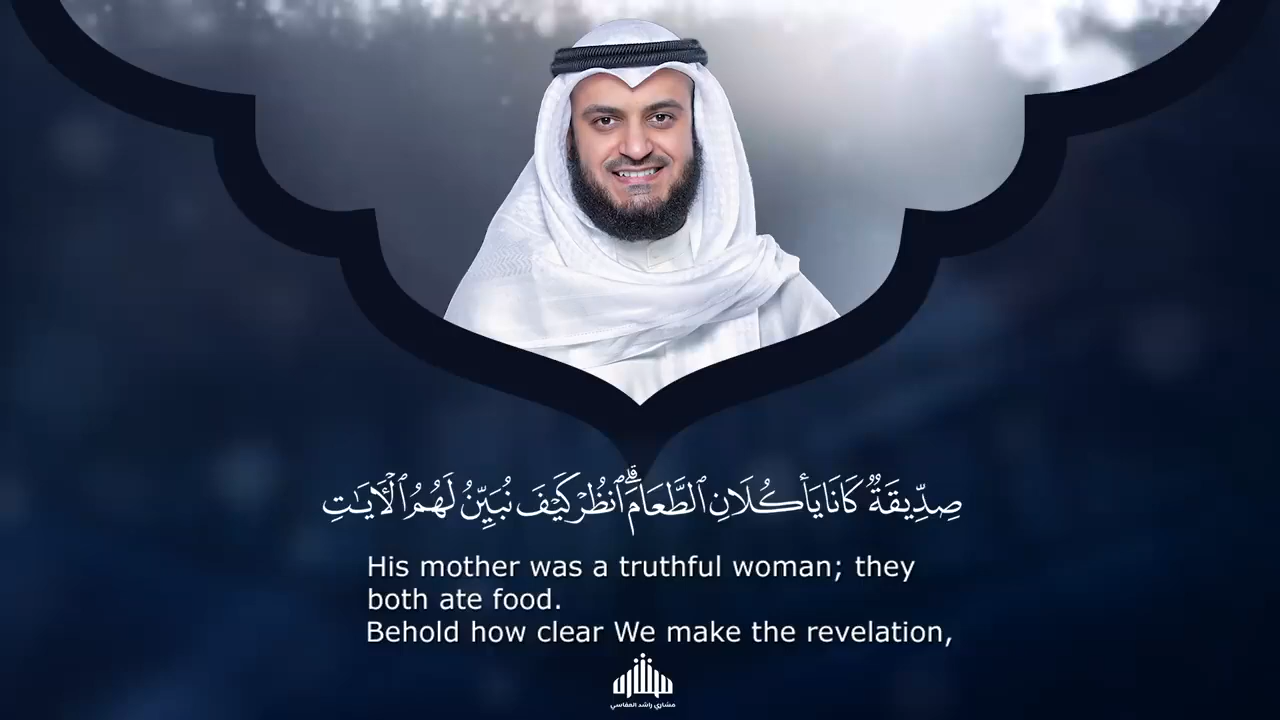 صِدِّيقَةٌ كَانَا يَأْكُلَانِ ٱلطَّعَامَ ۗ ٱنظُرْ كَيْفَ نُبَيِّنُ لَهُمُ ٱلْآيَـٰتِ
His mother was a truthful woman; they
both ate food.
Behold how clear We make the revelation,
مشاري راشد العفاسي